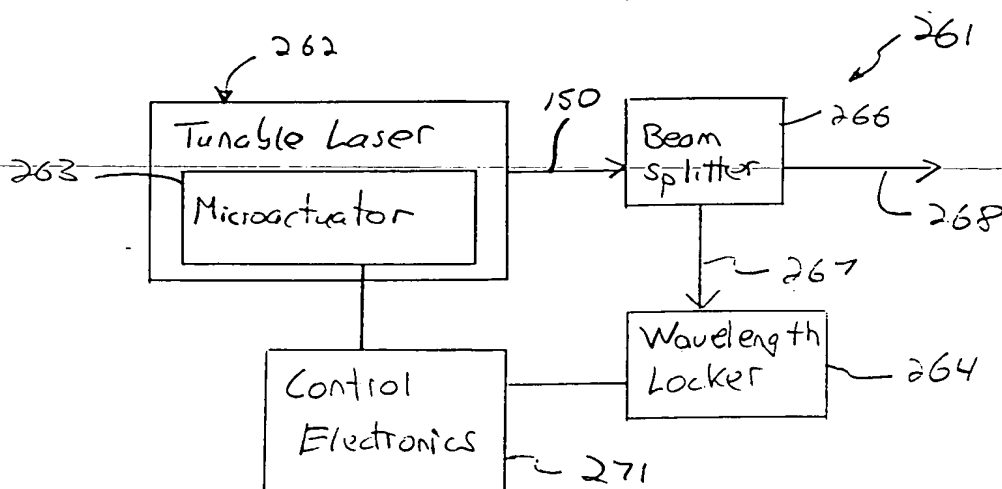 261
262
150
266
Tunable Laser
Beam
splitter
263
Microactuator
268
267
Wavelength
Locker
264
Control
Electronics
271